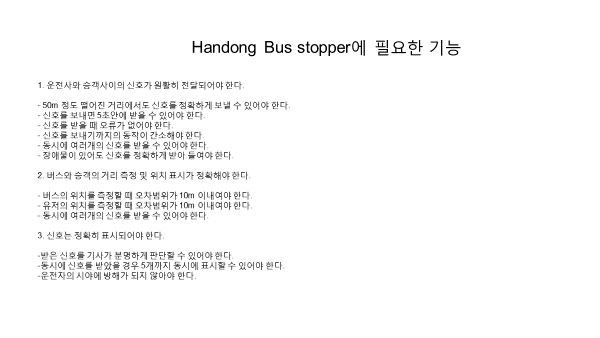 Handong Bus stopper에 필요한 기능
1. 운전사와 승객사이의 신호가 원활히 전달되어야 한다.
- 50m 정도 떨어진 거리에서도 신호를 정확하게 보낼 수 있어야 한다.
- 신호를 보내면 5초안에 받을 수 있어야 한다.
- 신호를 받을 때 오류가 없어야 한다.
- 신호를 보내기까지의 동작이 간소해야 한다.
- 동시에 여러개의 신호를 받을 수 있어야 한다.
- 장애물이 있어도 신호를 정확하게 받아 들여야 한다.
2. 버스와 승객의 거리 측정 및 위치 표시가 정확해야 한다.
- 버스의 위치를 측정할 때 오차범위가 10m 이내여야 한다.
- 유저의 위치를 측정할 때 오차범위가 10m 이내여야 한다.
- 동시에 여러개의 신호를 받을 수 있어야 한다.
3. 신호는 정확히 표시되어야 한다.
-받은 신호를 기사가 분명하게 판단할 수 있어야 한다.
-동시에 신호를 받았을 경우 5개까지 동시에 표시할 수 있어야 한다.
-운전자의 시야에 방해가 되지 않아야 한다.